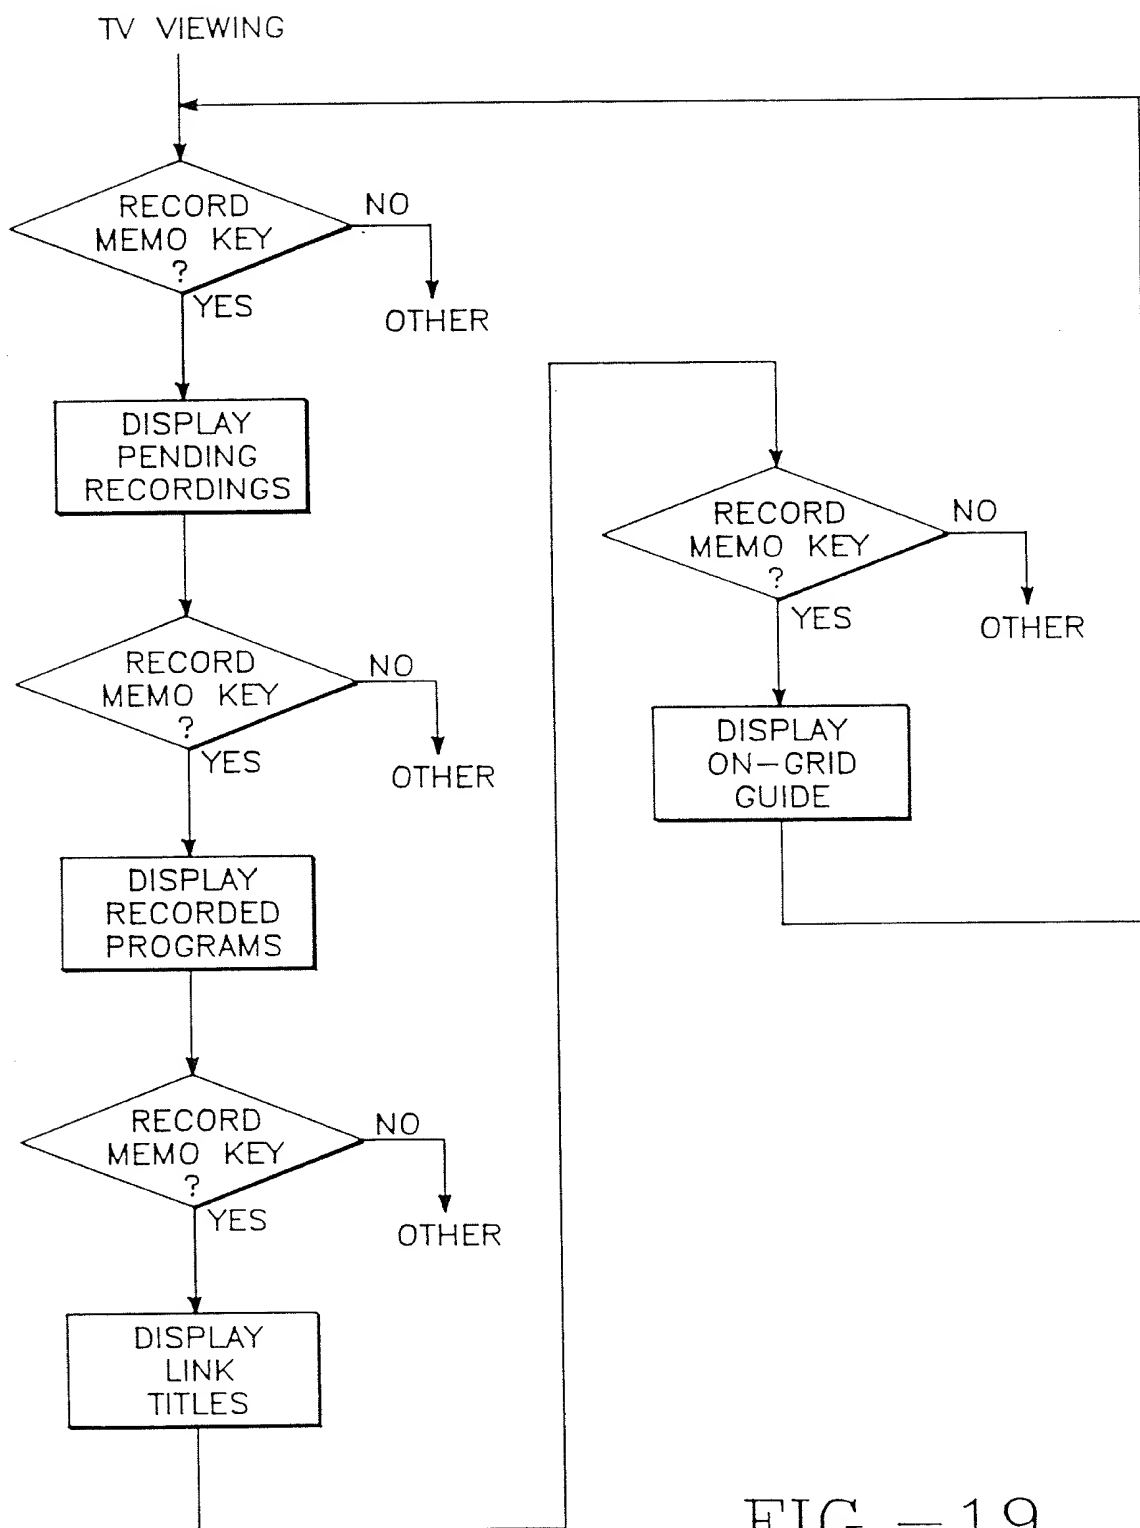 TV VIEWING
RECORD
MEMO KEY
?
NO
YES
OTHER
DISPLAY
PENDING
RECORDINGS
RECORD
MEMO KEY
?
NO
YES
OTHER
DISPLAY
RECORDED
PROGRAMS
RECORD
MEMO KEY
?
NO
YES
OTHER
DISPLAY
LINK
TITLES
RECORD
MEMO KEY
?
NO
YES
OTHER
DISPLAY
ON-GRID
GUIDE
FIG.-19